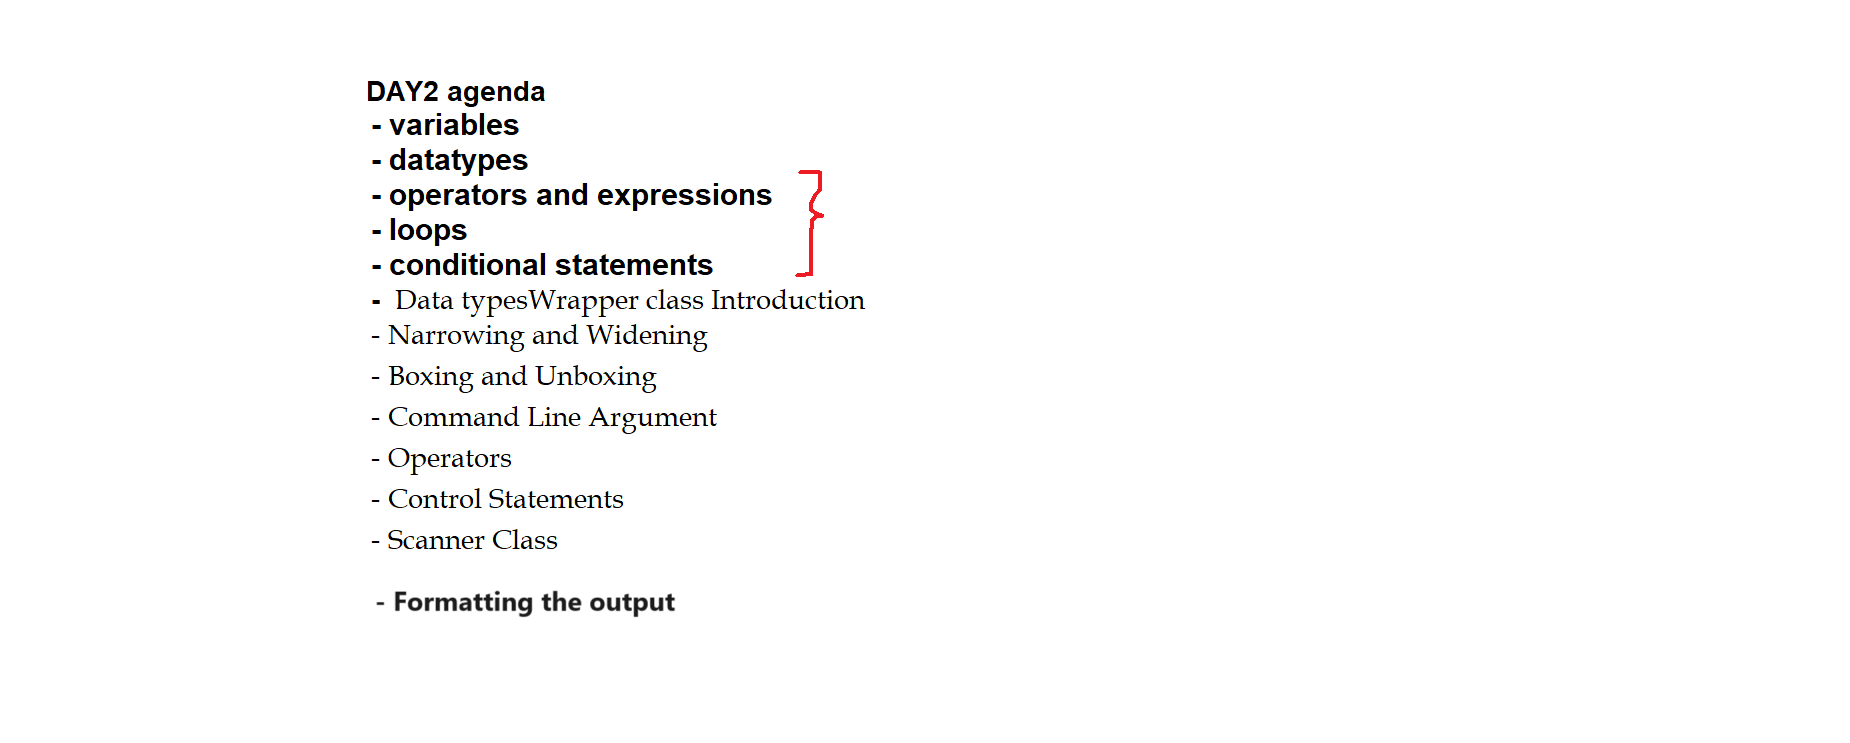 DAY2 agenda
- variables
- datatypes
- operators and expressions
- loops
- conditional statements
- Data typesWrapper class Introduction
- Narrowing and Widening
- Boxing and Unboxing
- Command Line Argument
- Operators
- Control Statements
- Scanner Class
- Formatting the output